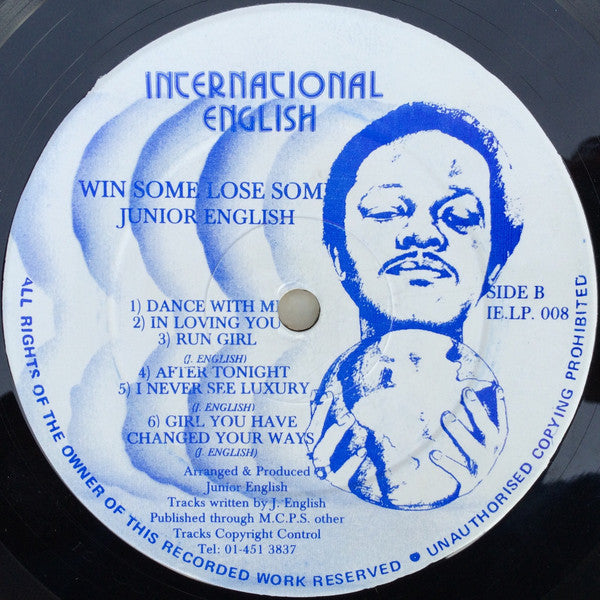 INTERNATIONAL
ENGLISH
WIN SOME LOSE SOM
JUNIOR ENGLISH
SIDE B
IE.LP. 008
1) DANCE WITH ME
2) IN LOVING YOU
3) RUN GIRL
(J. ENGLISH)
4) AFTER TONIGHT
5) I NEVER SEE LUXURY
(J. ENGLISH)
6) GIRL YOU HAVE
CHANGED YOUR WAYS
(J. ENGLISH)
Arranged & Produced
Junior English
Tracks written by J. English
Published through M.C.P.S. other
Tracks Copyright Control
Tel: 01-451 3837
ALL RIGHTS OF THE OWNER OF THIS RECORDED WORK RESERVED ● UNAUTHORISED COPYING PROHIBITED